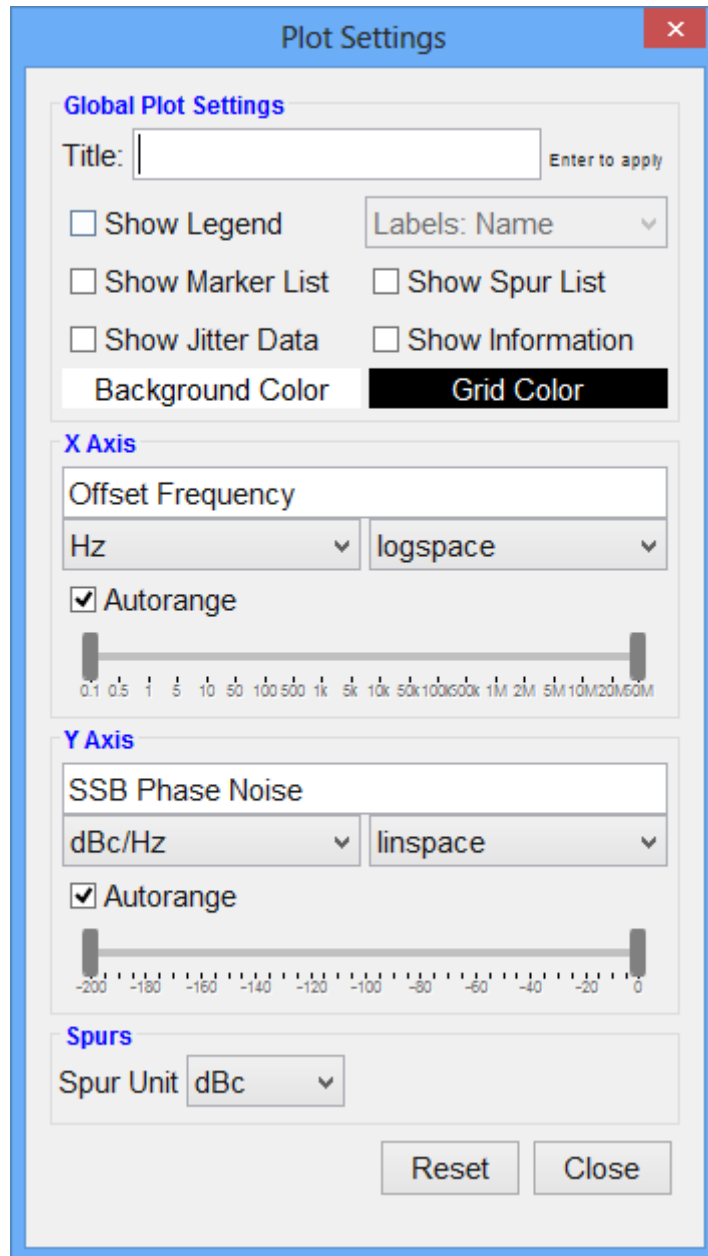 Plot Settings
Global Plot Settings
Title: Enter to apply
Show Legend Labels: Name
Show Marker List Show Spur List
Show Jitter Data Show Information
Background Color Grid Color
X Axis
Offset Frequency
Hz logspace
Autorange
0.1 0.5 1 5 10 50 100 500 1k 5k 10k 50k 100k 500k 1M 2M 5M 10M 20M 50M
Y Axis
SSB Phase Noise
dBc/Hz linspace
Autorange
-200 -180 -160 -140 -120 -100 -80 -60 -40 -20 0
Spurs
Spur Unit dBc
Reset Close